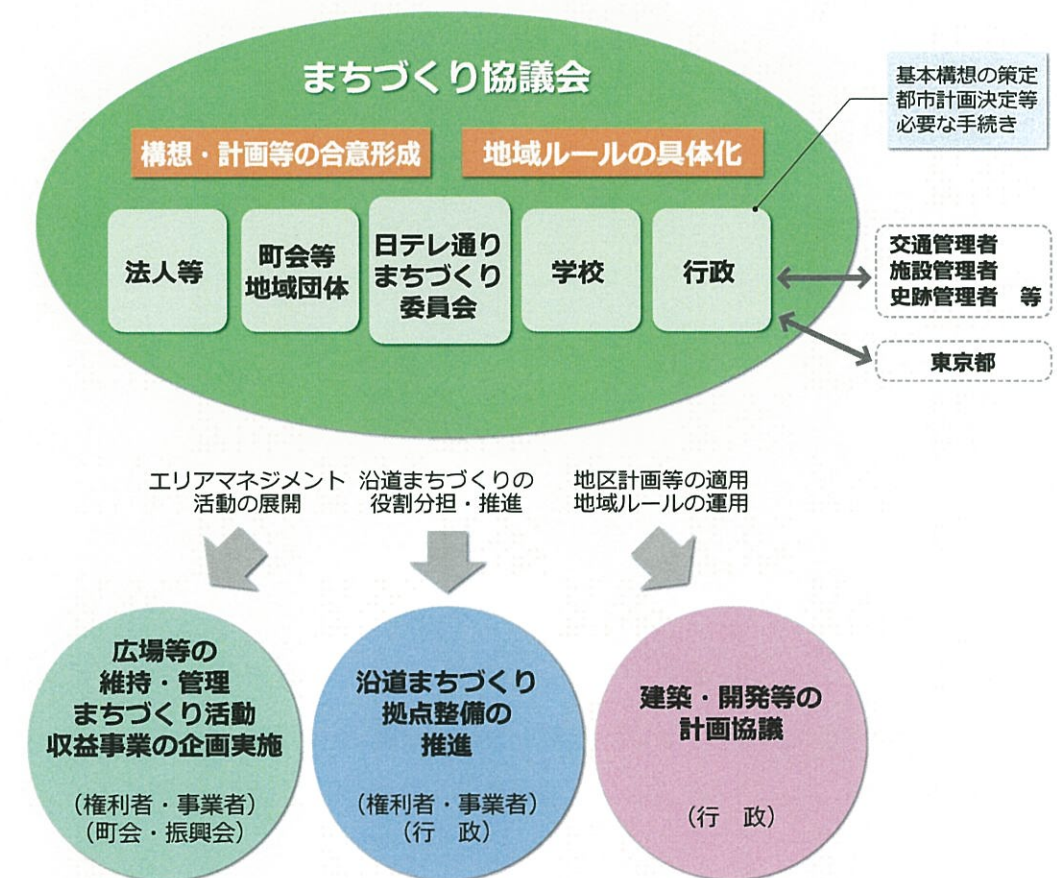 まちづくり協議会
基本構想の策定
都市計画決定等
必要な手続き
構想・計画等の合意形成
地域ルールの具体化
法人等
町会等
地域団体
日テレ通り
まちづくり
委員会
学校
行政
交通管理者
施設管理者
史跡管理者　等
東京都
エリアマネジメント
活動の展開
沿道まちづくりの
役割分担・推進
地区計画等の適用
地域ルールの運用
広場等の
維持・管理
まちづくり活動
収益事業の企画実施
（権利者・事業者）
（町会・振興会）
沿道まちづくり
拠点整備の
推進
（権利者・事業者）
（行　政）
建築・開発等の
計画協議
（行　政）